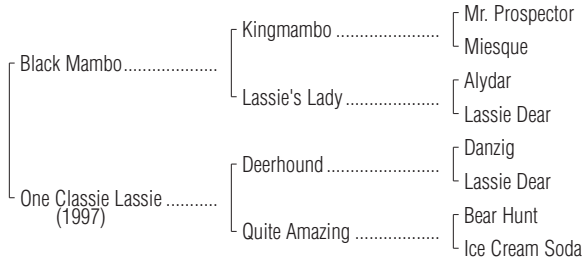 Mr. Prospector
Kingmambo ......................
Miesque
Black Mambo....................
Alydar
Lassie's Lady ....................
Lassie Dear
Danzig
Deerhound ........................
Lassie Dear
One Classie Lassie ...........
(1997)
Bear Hunt
Quite Amazing ..................
Ice Cream Soda